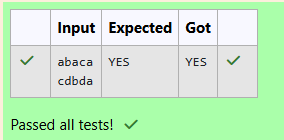 Input Expected Got
abaca YES YES
cdbda
Passed all tests!